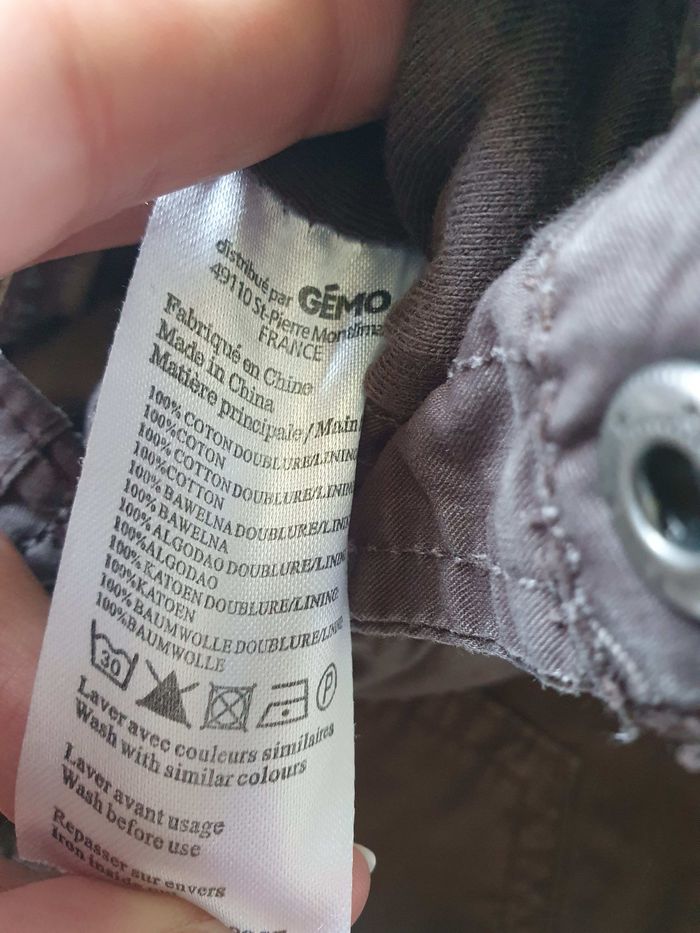 distribué par GÉMO
49110 St-Pierre Montlima
FRANCE
Fabriqué en Chine
Made in China
Matière principale / Main
100% COTON DOUBLURE/LINING
100%COTON
100% COTTON DOUBLURE/LINING
100%COTTON
100% BAWELNA DOUBLURE/LINING
100% BAWELNA
100% ALGODAO DOUBLURE/LINING
100%ALGODAO
100% KATOEN DOUBLURE/LINING
100%KATOEN
100% BAUMWOLLE DOUBLURE/LINING
100%BAUMWOLLE
30 P
Laver avec couleurs similaires
Wash with similar colours
Laver avant usage
Wash before use
Repasser sur envers
Iron inside